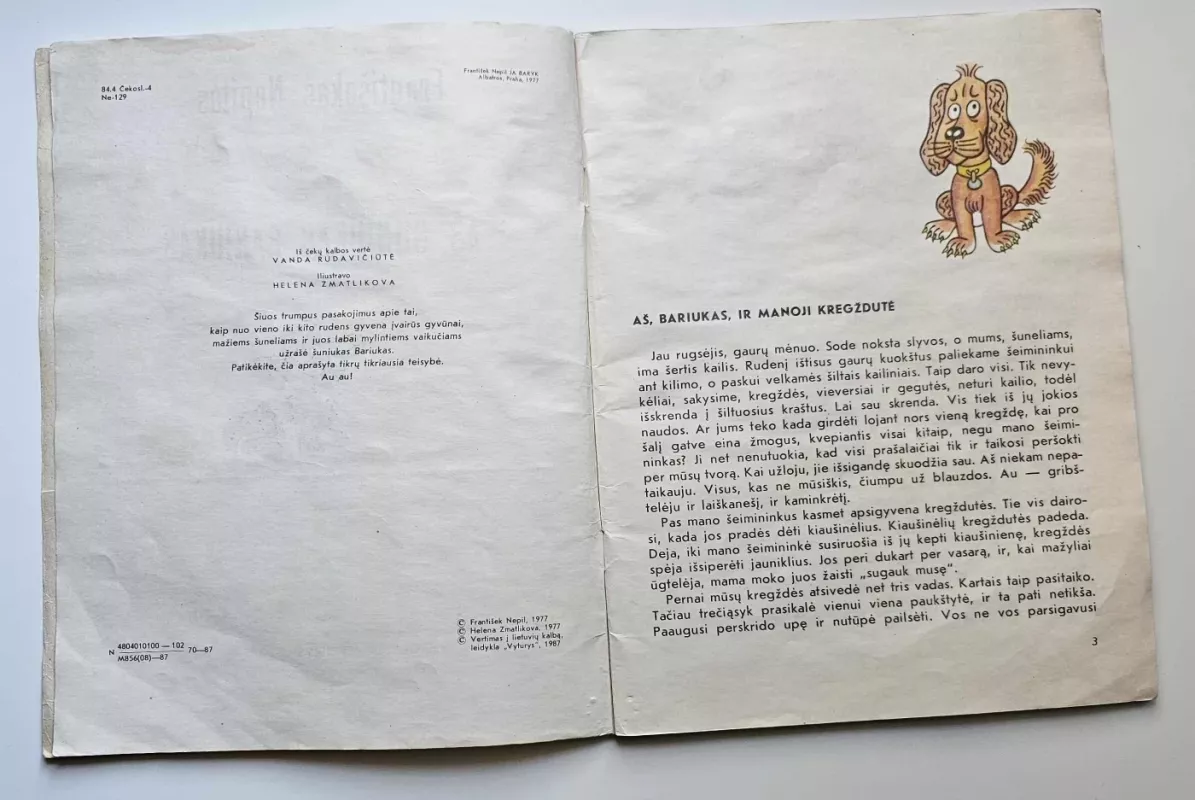 84.4 Čekosl.-4
Ne-129
František Nepil JA BARYK
Albatros, Praha, 1977
Iš čekų kalbos vertė
VANDA RUDAVIČIŪTĖ
Iliustravo
HELENA ZMATLIKOVA
Šiuos trumpus pasakojimus apie tai,
kaip nuo vieno iki kito rudens gyvena įvairūs gyvūnai,
mažiems šuneliams ir juos labai mylintiems vaikučiams
užrašė šuniukas Bariukas.
Patikėkite, čia aprašyta tikrų tikriausia teisybė.
Au au!
N 4804010100 — 102 70—87
M856(08)—87
© František Nepil, 1977
© Helena Zmatlikova, 1977
© Vertimas į lietuvių kalbą,
leidykla „Vyturys", 1987
AŠ, BARIUKAS, IR MANOJI KREGŽDUTĖ
Jau rugsėjis, gaurų mėnuo. Sode noksta slyvos, o mums, šuneliams,
ima šertis kailis. Rudenį ištisus gaurų kuokštus paliekame šeimininkui
ant kilimo, o paskui velkamės šiltais kailiniais. Taip daro visi. Tik nevy-
kėliai, sakysime, kregždės, vieversiai ir gegutės, neturi kailio, todėl
išskrenda į šiltuosius kraštus. Lai sau skrenda. Vis tiek iš jų jokios
naudos. Ar jums teko kada girdėti lojant nors vieną kregždę, kai pro
šalį gatve eina žmogus, kvepiantis visai kitaip, negu mano šeimi-
ninkas? Ji net nenutuokia, kad visi prašalaičiai tik ir taikosi peršokti
per mūsų tvorą. Kai užloju, jie išsigandę skuodžia sau. Aš niekam nepa-
taikauju. Visus, kas ne mūsiškis, čiumpu už blauzdos. Au — gribš-
telėju ir laiškanešį, ir kaminkrėtį.
Pas mano šeimininkus kasmet apsigyvena kregždutės. Tie vis dairo-
si, kada jos pradės dėti kiaušinėlius. Kiaušinėlių kregždutės padeda.
Deja, iki mano šeimininkė susiruošia iš jų kepti kiaušinienę, kregždės
spėja išsiperėti jauniklius. Jos peri dukart per vasarą, ir, kai mažyliai
ūgtelėja, mama moko juos žaisti „sugauk musę".
Pernai mūsų kregždės atsivedė net tris vadas. Kartais taip pasitaiko.
Tačiau trečiąsyk prasikalė vienui viena paukštytė, ir ta pati netikša.
Paaugusi perskrido upę ir nutūpė pailsėti. Vos ne vos parsigavusi
3